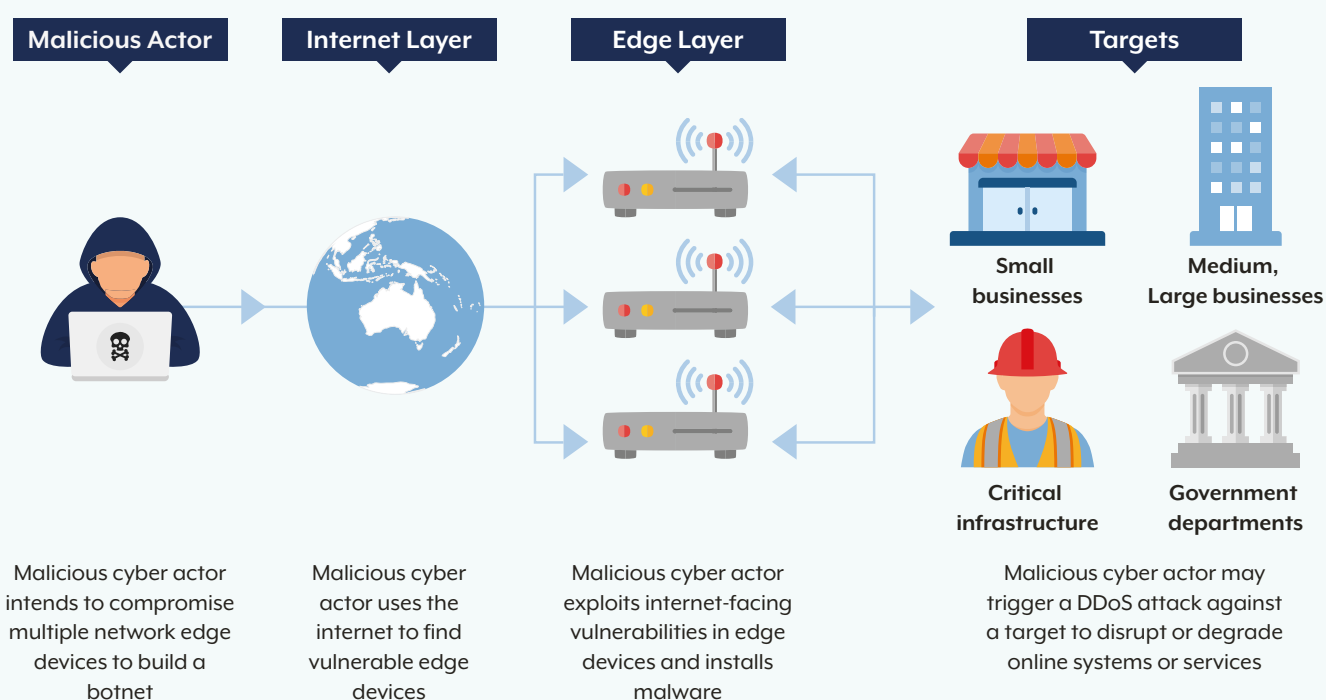 Malicious Actor
Internet Layer
Edge Layer
Targets
Small
businesses
Medium,
Large businesses
Critical
infrastructure
Government
departments
Malicious cyber actor
intends to compromise
multiple network edge
devices to build a
botnet
Malicious cyber
actor uses the
internet to find
vulnerable edge
devices
Malicious cyber actor
exploits internet-facing
vulnerabilities in edge
devices and installs
malware
Malicious cyber actor may
trigger a DDoS attack against
a target to disrupt or degrade
online systems or services